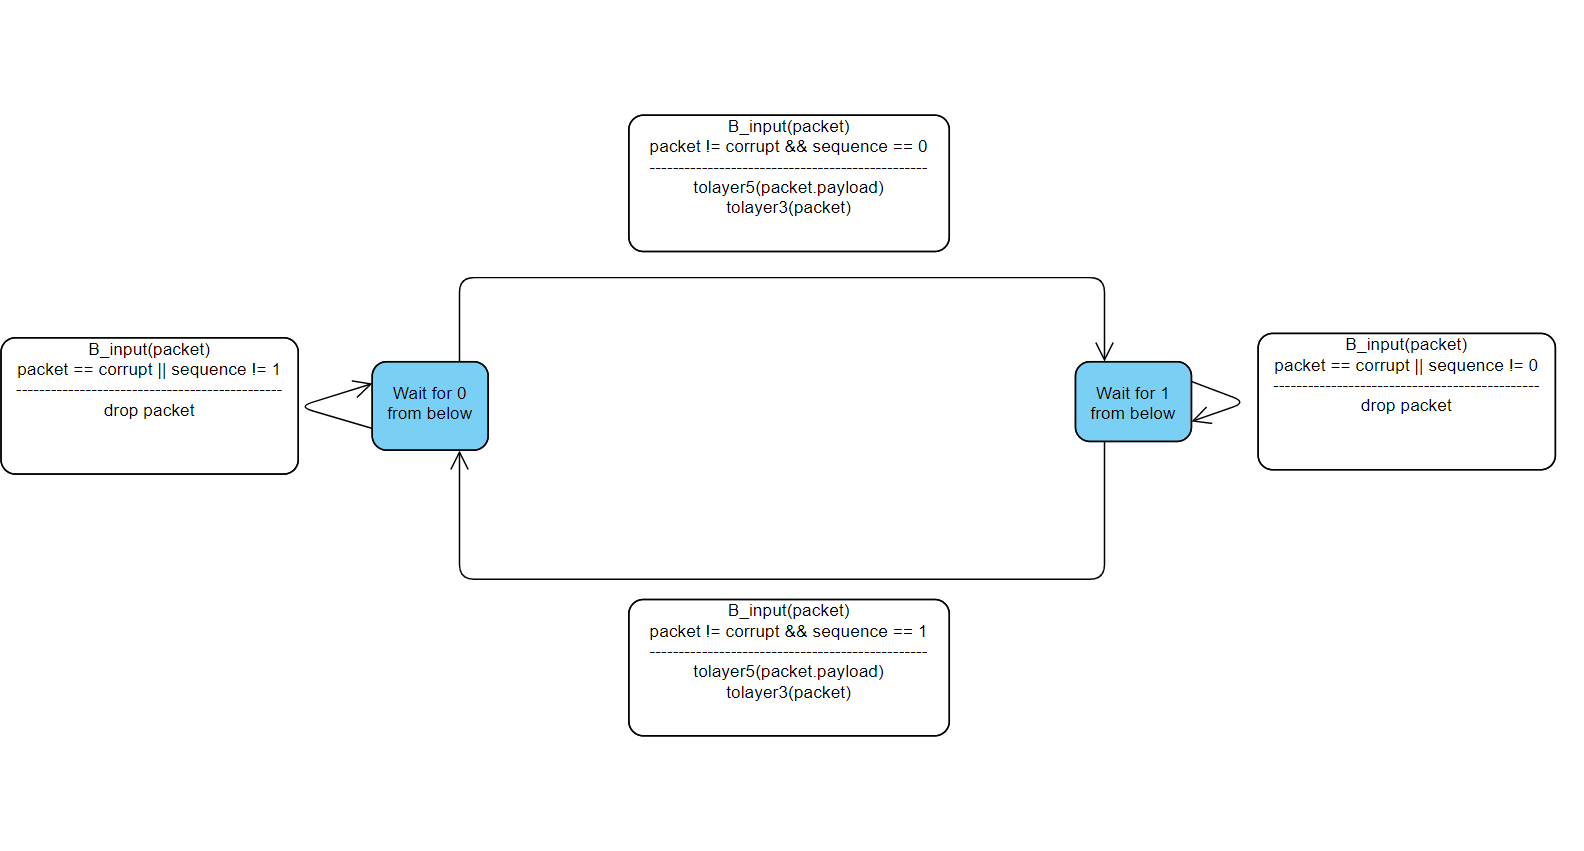 B_input(packet)
packet != corrupt && sequence == 0
------------------------------------------------
tolayer5(packet.payload)
tolayer3(packet)
B_input(packet)
packet == corrupt || sequence != 1
----------------------------------------------
drop packet
Wait for 0
from below
Wait for 1
from below
B_input(packet)
packet == corrupt || sequence != 0
----------------------------------------------
drop packet
B_input(packet)
packet != corrupt && sequence == 1
------------------------------------------------
tolayer5(packet.payload)
tolayer3(packet)